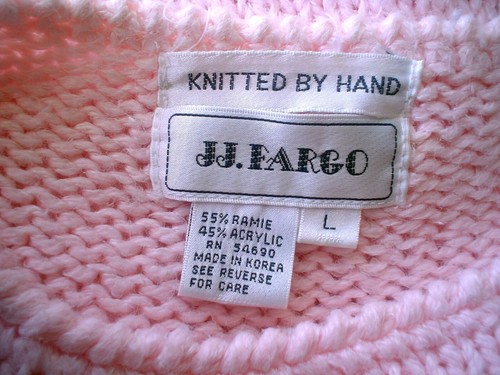 KNITTED BY HAND
JJ. FARGO
L
55% RAMIE
45% ACRYLIC
RN 54690
MADE IN KOREA
SEE REVERSE
FOR CARE